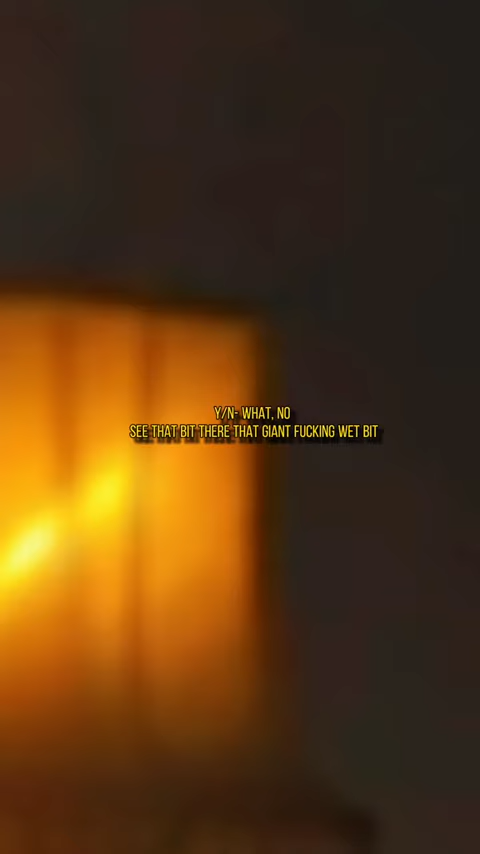 Y/N- WHAT, NO
SEE THAT BIT THERE THAT GIANT FUCKING WET BIT